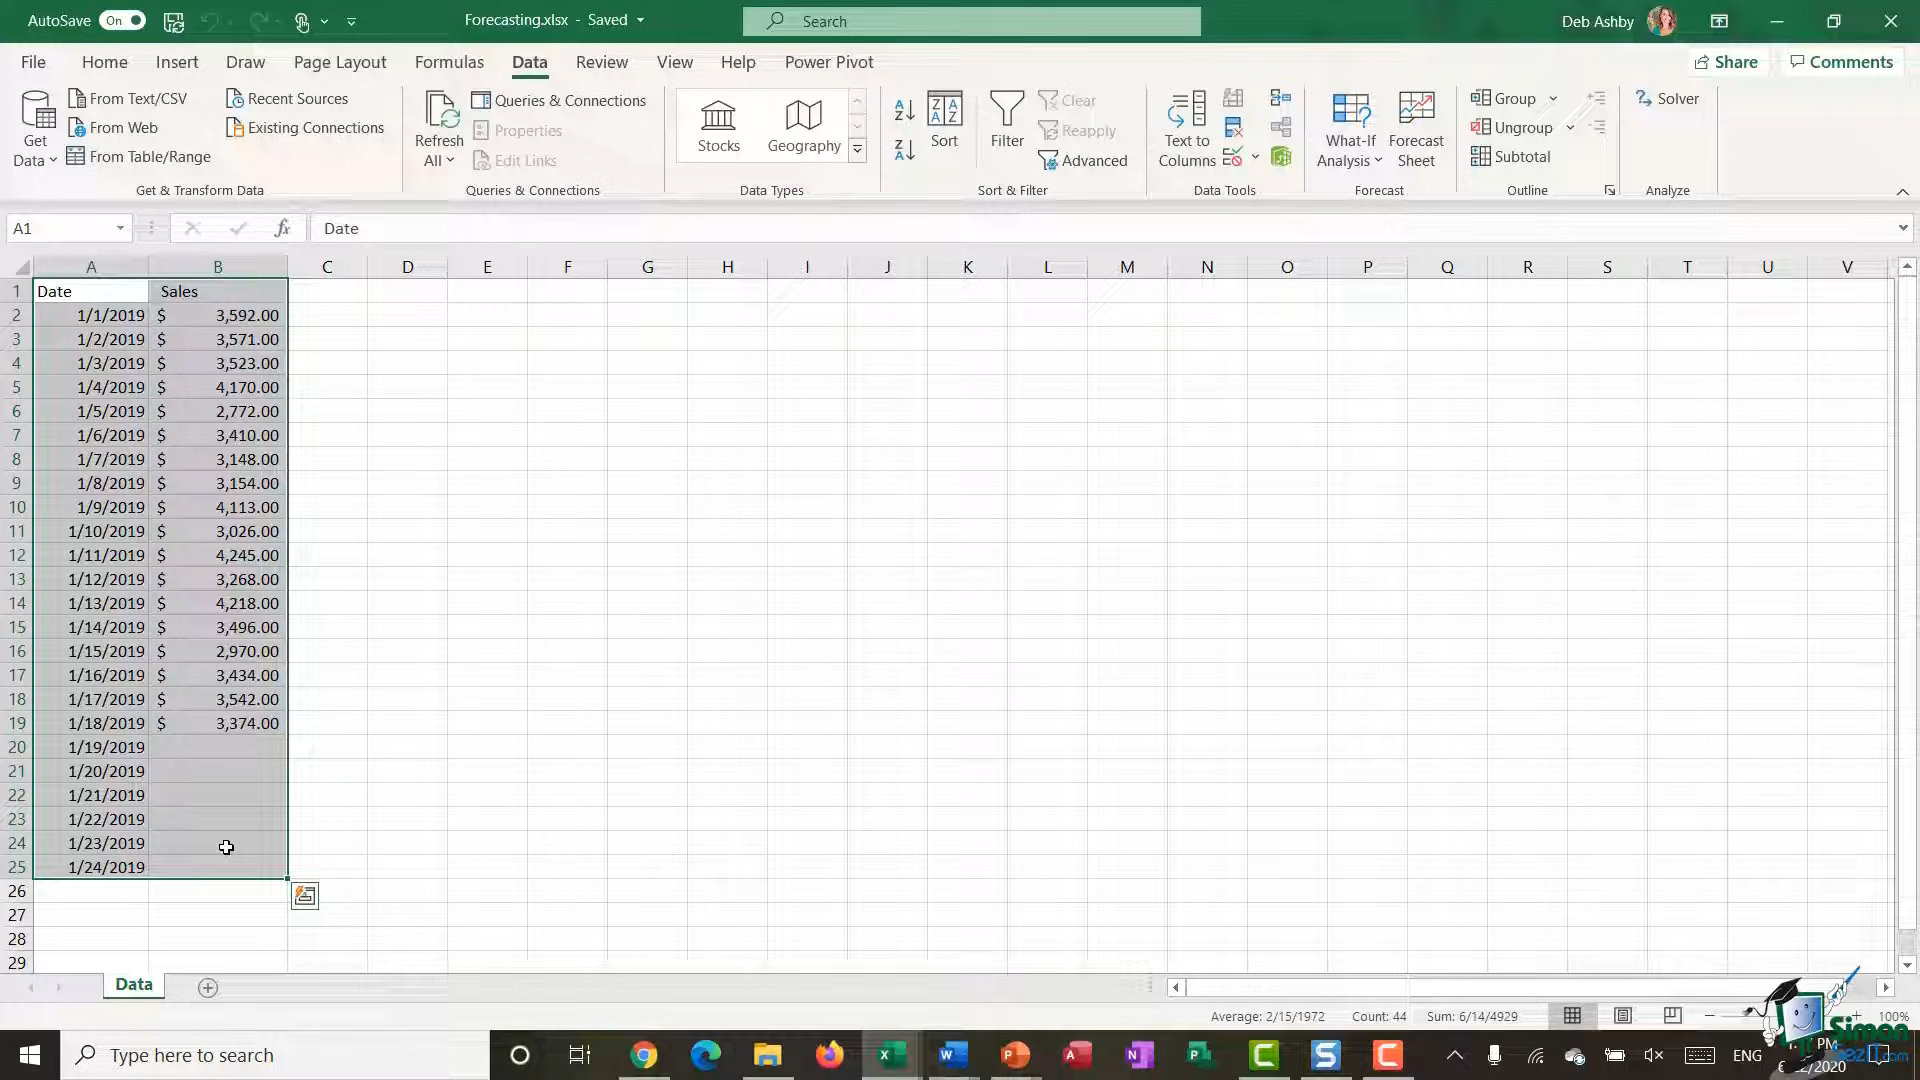 AutoSave On Forecasting.xlsx - Saved Search Deb Ashby
File Home Insert Draw Page Layout Formulas Data Review View Help Power Pivot Share Comments
Get Data
From Text/CSV
From Web
From Table/Range
Recent Sources
Existing Connections
Get & Transform Data
Refresh All
Queries & Connections
Properties
Edit Links
Queries & Connections
Stocks Geography
Data Types
Sort
Filter
Clear
Reapply
Advanced
Sort & Filter
Text to Columns
Data Tools
What-If Analysis
Forecast Sheet
Forecast
Group
Ungroup
Subtotal
Outline
Solver
Analyze
A1 fx Date
A B C D E F G H I J K L M N O P Q R S T U V
1 Date Sales
2 1/1/2019 $ 3,592.00
3 1/2/2019 $ 3,571.00
4 1/3/2019 $ 3,523.00
5 1/4/2019 $ 4,170.00
6 1/5/2019 $ 2,772.00
7 1/6/2019 $ 3,410.00
8 1/7/2019 $ 3,148.00
9 1/8/2019 $ 3,154.00
10 1/9/2019 $ 4,113.00
11 1/10/2019 $ 3,026.00
12 1/11/2019 $ 4,245.00
13 1/12/2019 $ 3,268.00
14 1/13/2019 $ 4,218.00
15 1/14/2019 $ 3,496.00
16 1/15/2019 $ 2,970.00
17 1/16/2019 $ 3,434.00
18 1/17/2019 $ 3,542.00
19 1/18/2019 $ 3,374.00
20 1/19/2019
21 1/20/2019
22 1/21/2019
23 1/22/2019
24 1/23/2019
25 1/24/2019
26
27
28
29
Data
Average: 2/15/1972 Count: 44 Sum: 6/14/4929 100%
Type here to search
ENG
PM
Simon Sez IT.com